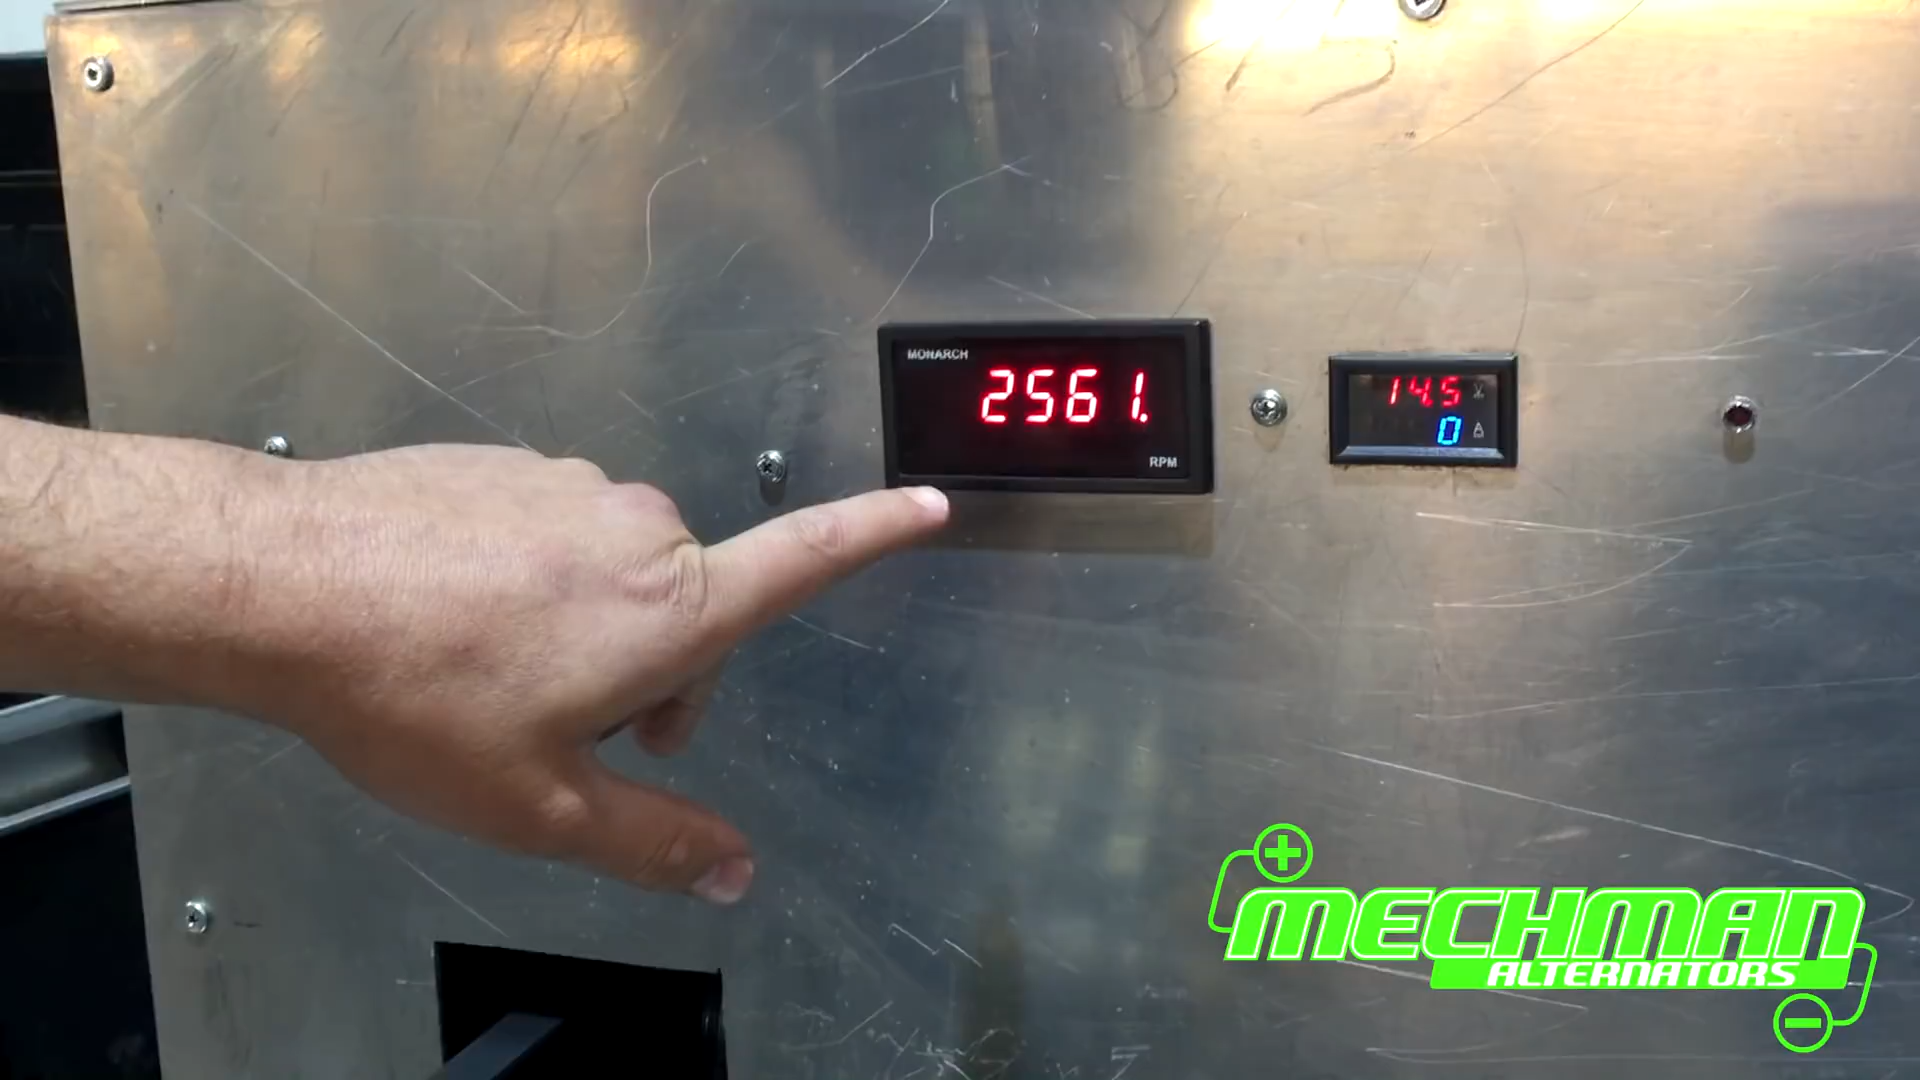 MONARCH
2561.
RPM
14.5 V
0 A
MECHMAN
ALTERNATORS